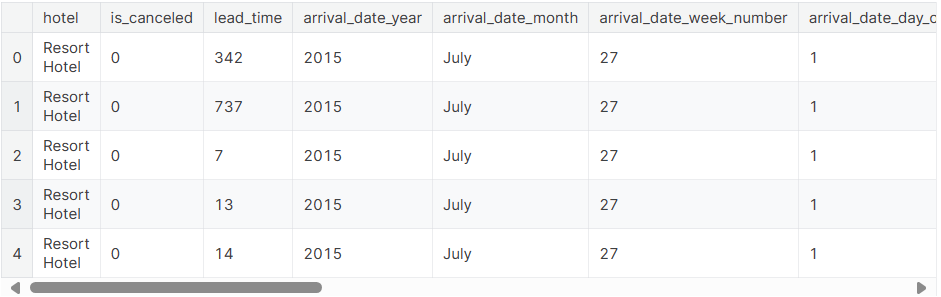 hotel is_canceled lead_time arrival_date_year arrival_date_month arrival_date_week_number arrival_date_day_
0 Resort Hotel 0 342 2015 July 27 1
1 Resort Hotel 0 737 2015 July 27 1
2 Resort Hotel 0 7 2015 July 27 1
3 Resort Hotel 0 13 2015 July 27 1
4 Resort Hotel 0 14 2015 July 27 1